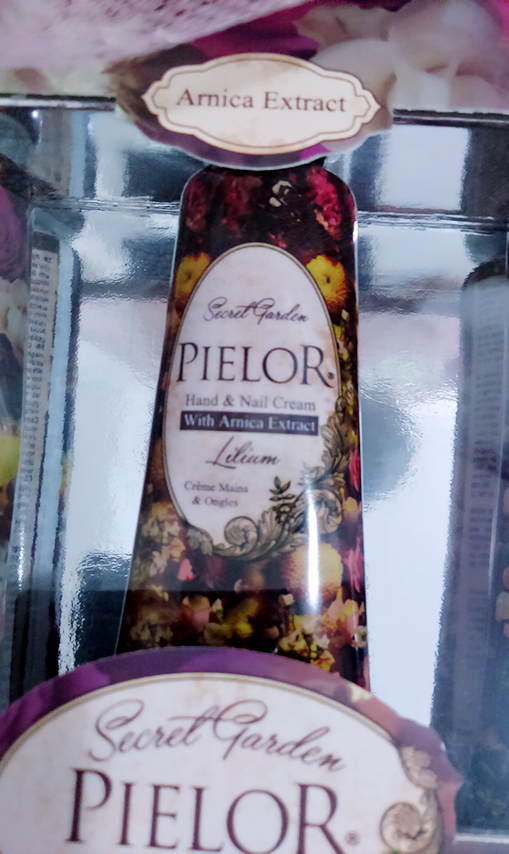 Arnica Extract
Secret Garden
PIELOR®
Hand & Nail Cream
With Arnica Extract
Lilium
Crème Mains
& Ongles
Secret Garden
PIELOR®